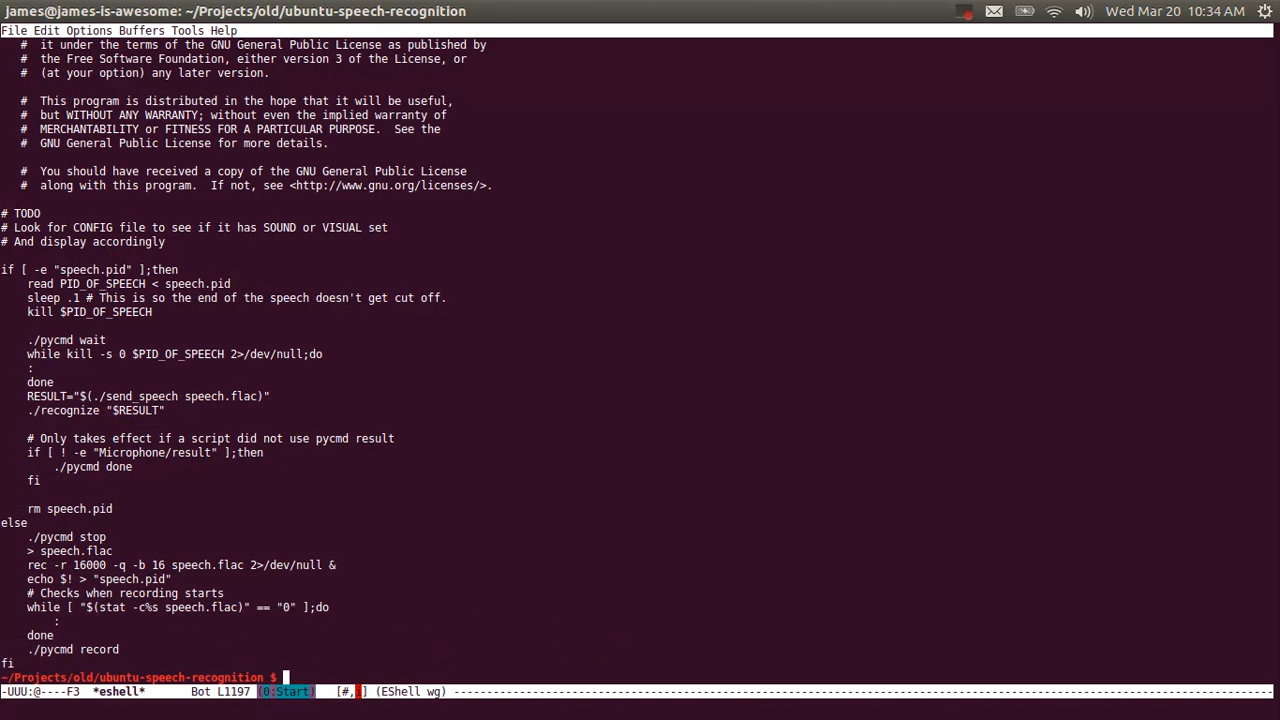 james@james-is-awesome: ~/Projects/old/ubuntu-speech-recognition
Wed Mar 20 10:34 AM
File Edit Options Buffers Tools Help
#  it under the terms of the GNU General Public License as published by
#  the Free Software Foundation, either version 3 of the License, or
#  (at your option) any later version.
#  This program is distributed in the hope that it will be useful,
#  but WITHOUT ANY WARRANTY; without even the implied warranty of
#  MERCHANTABILITY or FITNESS FOR A PARTICULAR PURPOSE.  See the
#  GNU General Public License for more details.
#  You should have received a copy of the GNU General Public License
#  along with this program.  If not, see <http://www.gnu.org/licenses/>.
# TODO
# Look for CONFIG file to see if it has SOUND or VISUAL set
# And display accordingly
if [ -e "speech.pid" ];then
    read PID_OF_SPEECH < speech.pid
    sleep .1 # This is so the end of the speech doesn't get cut off.
    kill $PID_OF_SPEECH
    ./pycmd wait
    while kill -s 0 $PID_OF_SPEECH 2>/dev/null;do
    :
    done
    RESULT="$(./send_speech speech.flac)"
    ./recognize "$RESULT"
    # Only takes effect if a script did not use pycmd result
    if [ ! -e "Microphone/result" ];then
        ./pycmd done
    fi
    rm speech.pid
else
    ./pycmd stop
    > speech.flac
    rec -r 16000 -q -b 16 speech.flac 2>/dev/null &
    echo $! > "speech.pid"
    # Checks when recording starts
    while [ "$(stat -c%s speech.flac)" == "0" ];do
        :
    done
    ./pycmd record
fi
~/Projects/old/ubuntu-speech-recognition $
-UUU:@----F3  *eshell*       Bot L1197  (0:Start)   [#, ] (EShell wg) ----------------------------------------------------------------------------------------------------------------------------